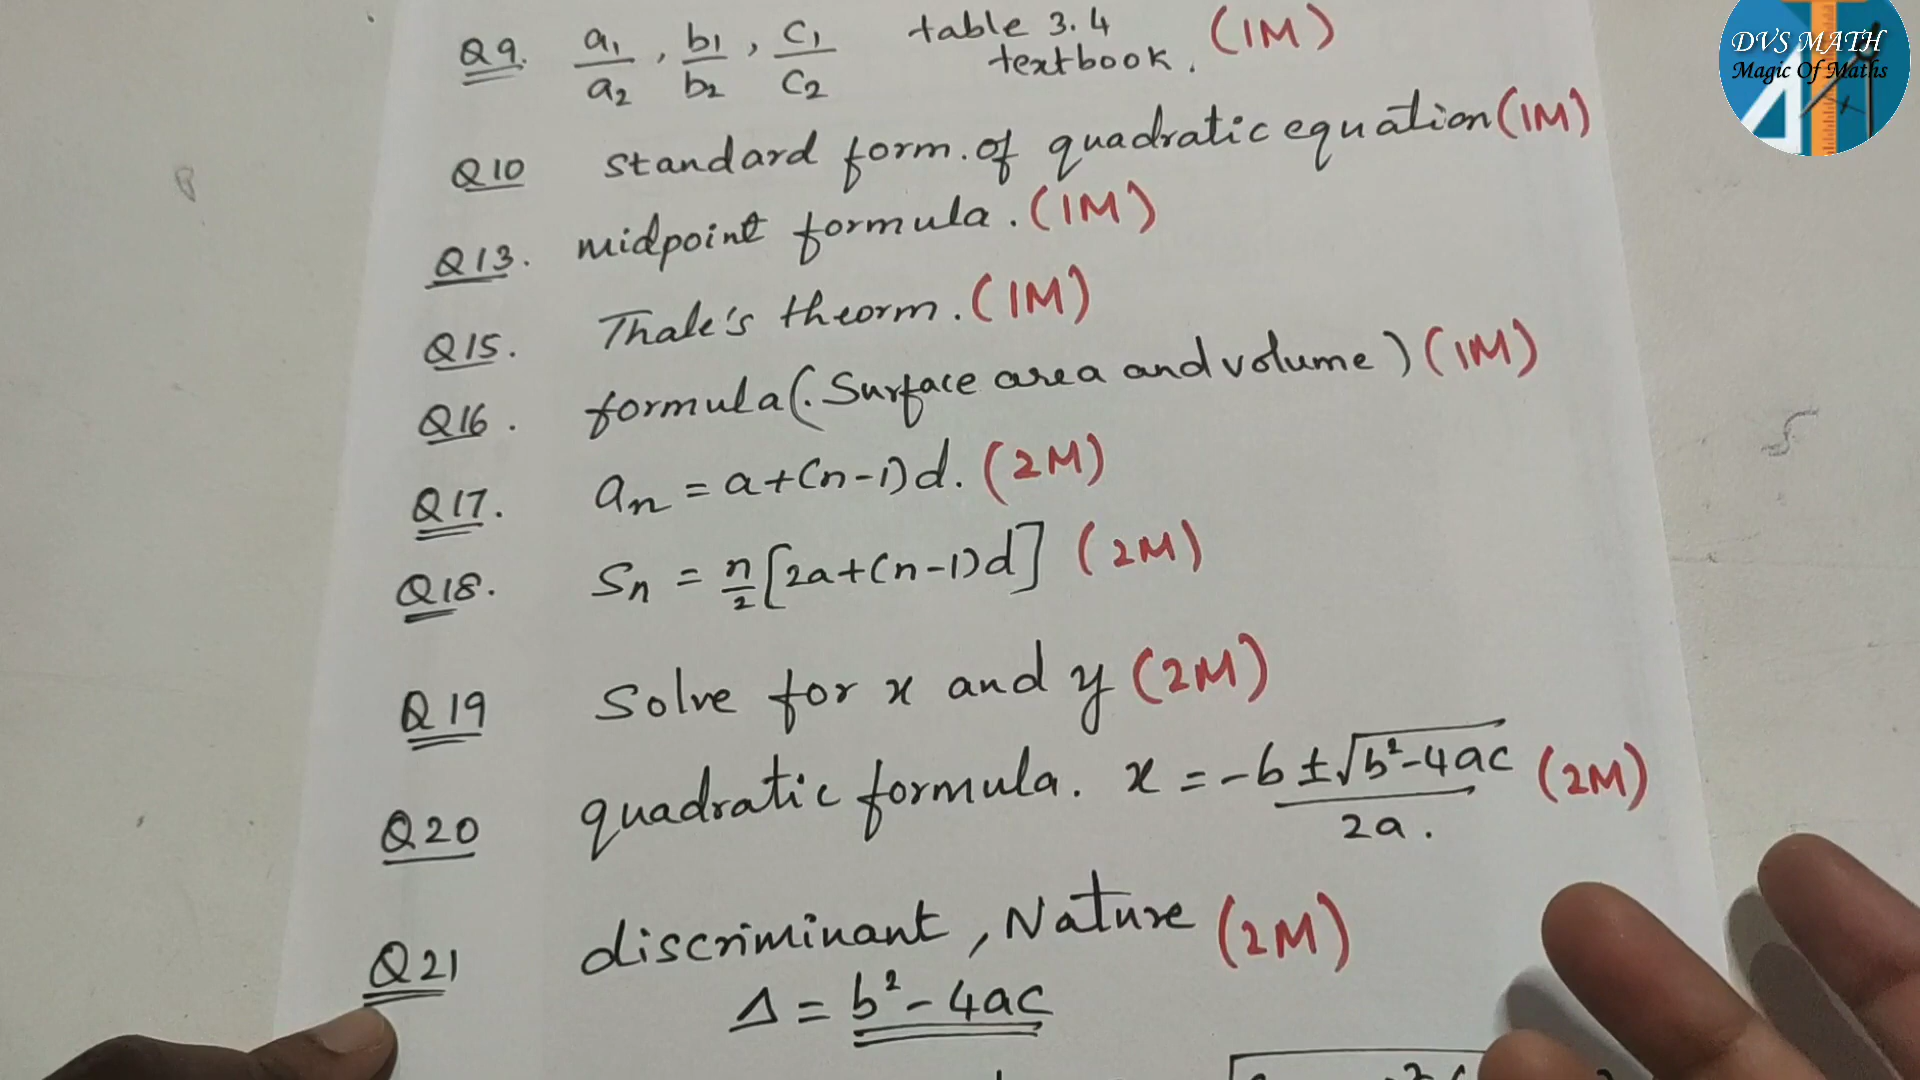 Q9. a₁/a₂, b₁/b₂, c₁/c₂ table 3.4 textbook. (1M)
Q10 standard form. of quadratic equation (1M)
Q13. midpoint formula. (1M)
Q15. Thale's theorm. (1M)
Q16. formula (. Surface area and volume) (1M)
Q17. aₙ = a+(n-1)d. (2M)
Q18. Sₙ = n/2 [2a+(n-1)d] (2M)
Q19 Solve for x and y (2M)
Q20 quadratic formula. x = -b ± √b²-4ac / 2a. (2M)
Q21 discriminant, Nature (2M)
Δ = b² - 4ac
DVS MATH
Magic Of Maths